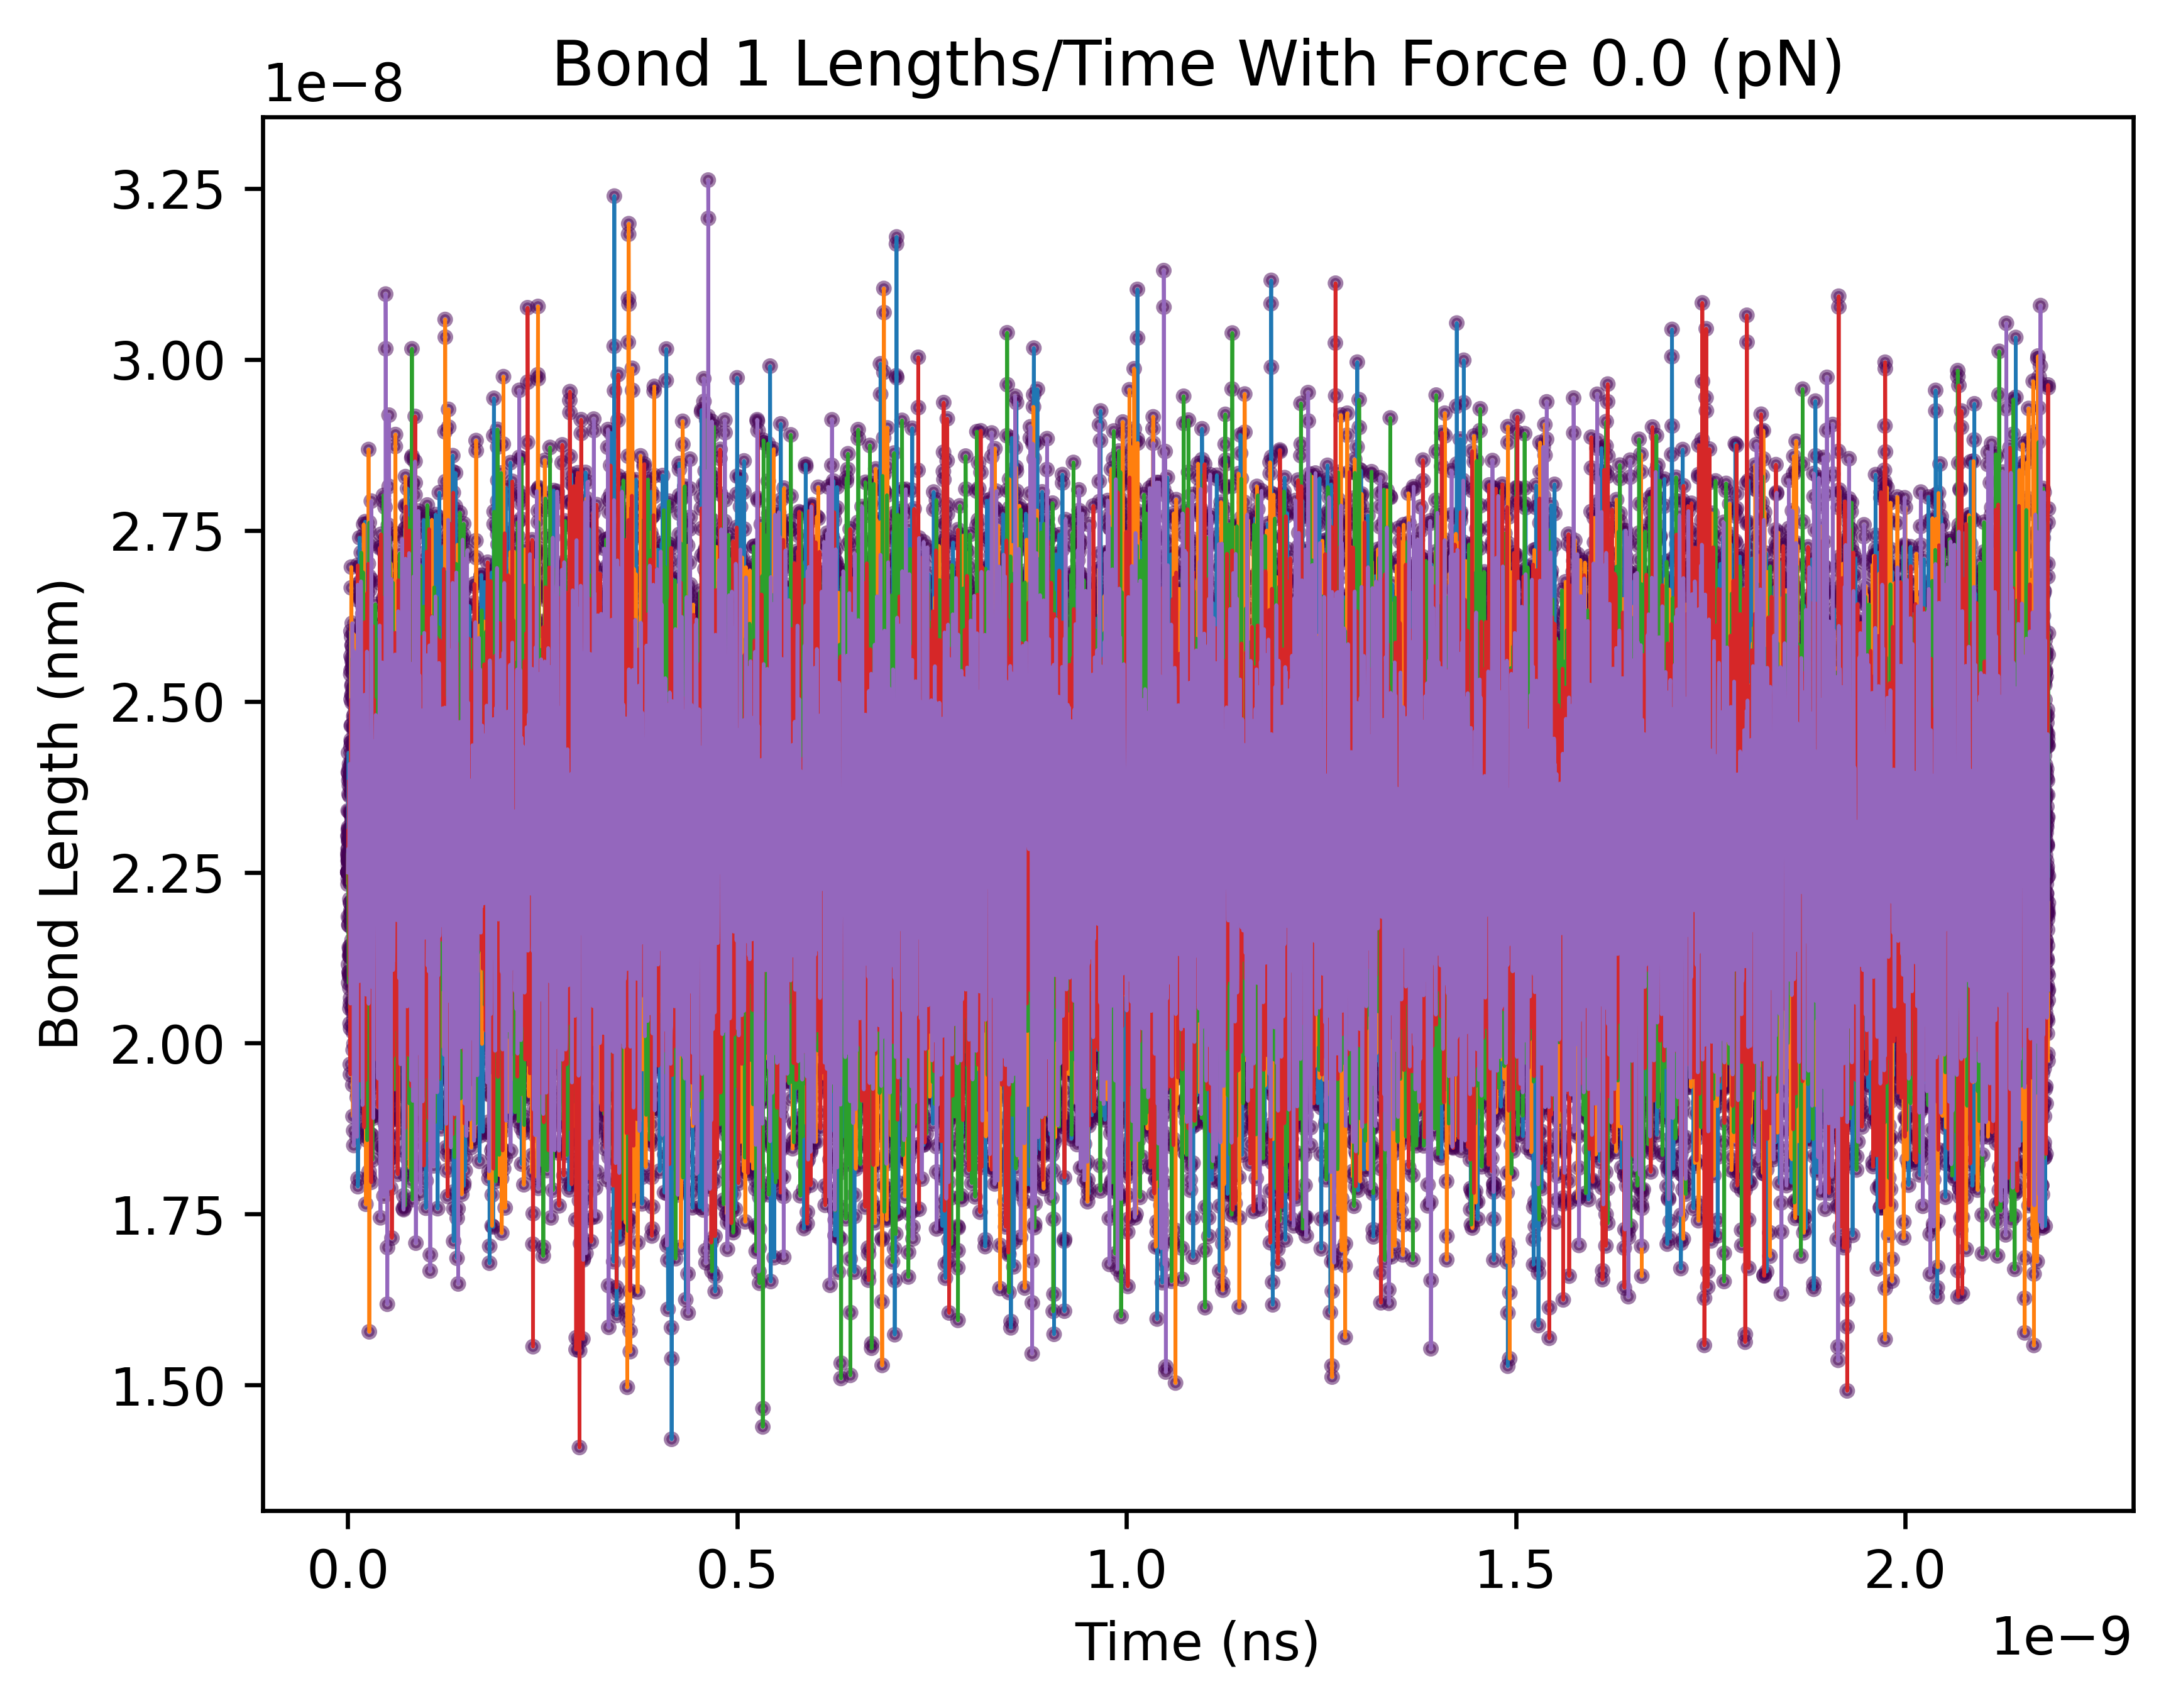 Bond 1 Lengths/Time With Force 0.0 (pN)
1e−8
3.25
3.00
2.75
2.50
2.25
2.00
1.75
1.50
Bond Length (nm)
0.0 0.5 1.0 1.5 2.0
1e−9
Time (ns)